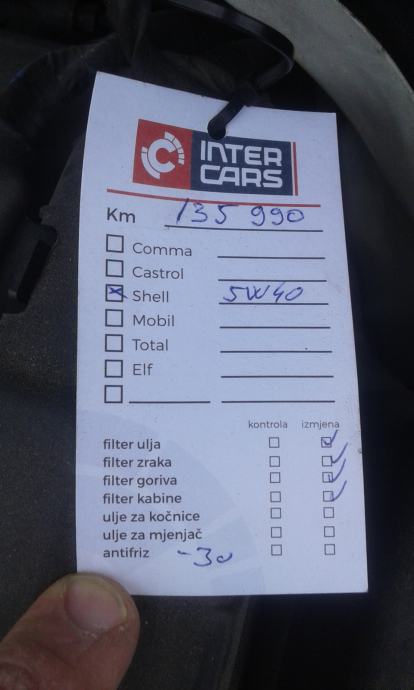 INTER
CARS
Km 135 990
Comma
Castrol
Shell 5W40
Mobil
Total
Elf
kontrola izmjena
filter ulja
filter zraka
filter goriva
filter kabine
ulje za kočnice
ulje za mjenjač
antifriz -30